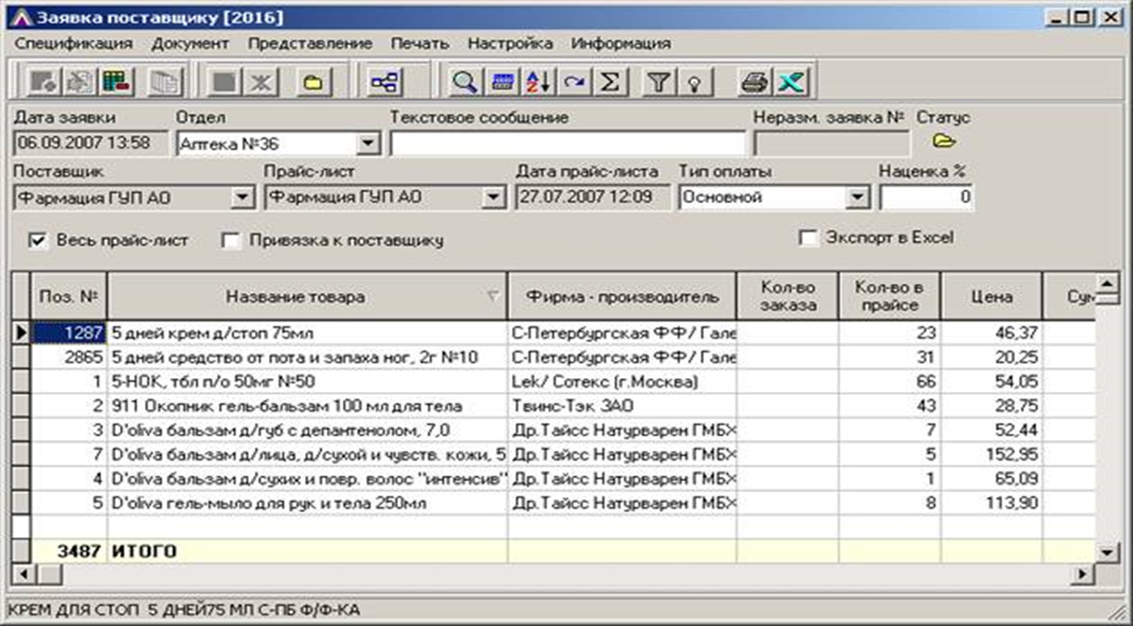 Заявка поставщику [2016]
Спецификация Документ Представление Печать Настройка Информация
Дата заявки Отдел Текстовое сообщение Неразм. заявка № Статус
06.09.2007 13:58 Аптека №36
Поставщик Прайс-лист Дата прайс-листа Тип оплаты Наценка %
Фармация ГУП АО Фармация ГУП АО 27.07.2007 12:09 Основной 0
Весь прайс-лист Привязка к поставщику Экспорт в Excel
Поз. № Название товара Фирма - производитель Кол-во заказа Кол-во в прайсе Цена Сум
1287 5 дней крем д/стоп 75мл С-Петербургская ФФ/ Гале 23 46,37
2865 5 дней средство от пота и запаха ног, 2г №10 С-Петербургская ФФ/ Гале 31 20,25
1 5-НОК, тбл п/о 50мг №50 Lek/ Сотекс (г.Москва) 66 54,05
2 911 Окопник гель-бальзам 100 мл для тела Твинс-Тэк ЗАО 43 28,75
3 D'oliva бальзам д/губ с депантенолом, 7,0 Др.Тайсс Натурварен ГМБХ 7 52,44
7 D'oliva бальзам д/лица, д/сухой и чувств. кожи, 5 Др.Тайсс Натурварен ГМБХ 5 152,95
4 D'oliva бальзам д/сухих и повр. волос "интенсив" Др.Тайсс Натурварен ГМБХ 1 65,09
5 D'oliva гель-мыло для рук и тела 250мл Др.Тайсс Натурварен ГМБХ 8 113,90
3487 ИТОГО
КРЕМ ДЛЯ СТОП 5 ДНЕЙ75 МЛ С-ПБ Ф/Ф-КА